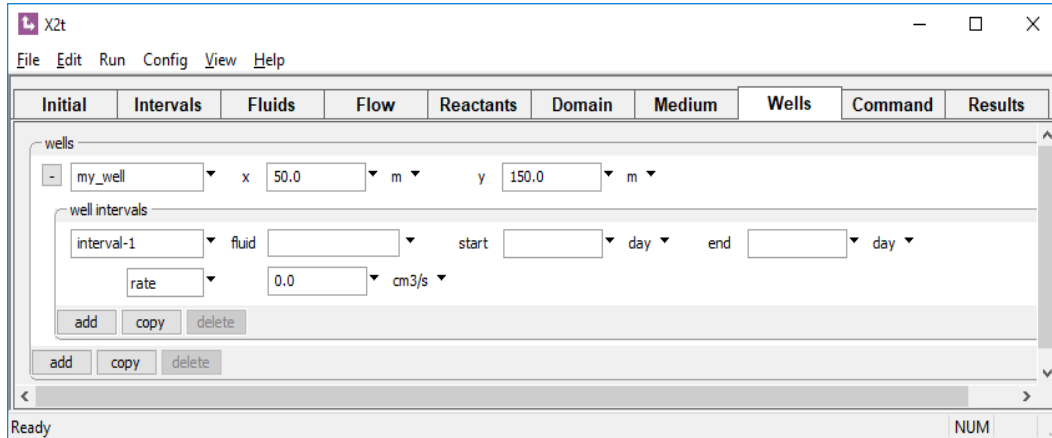 X2t
File Edit Run Config View Help
Initial Intervals Fluids Flow Reactants Domain Medium Wells Command Results
wells
- my_well x 50.0 m y 150.0 m
well intervals
interval-1 fluid start day end day
rate 0.0 cm3/s
add copy delete
add copy delete
Ready NUM